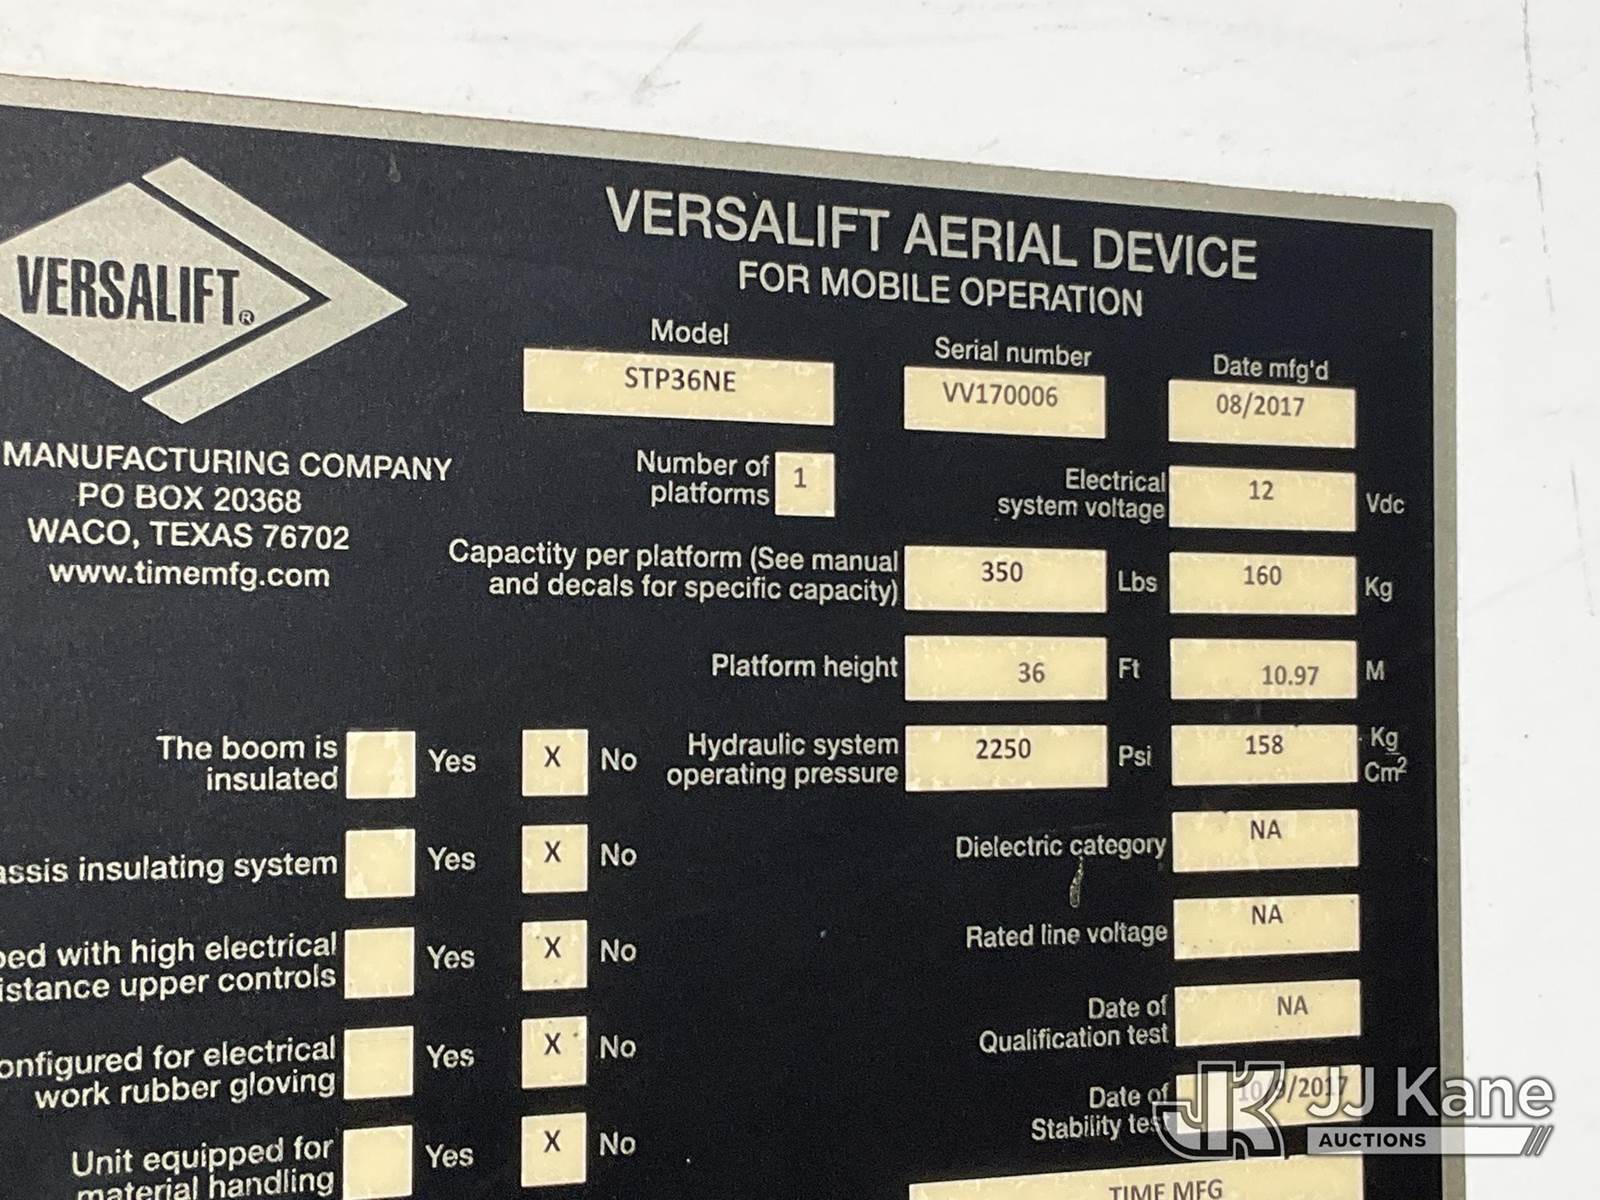 VERSALIFT®
MANUFACTURING COMPANY
PO BOX 20368
WACO, TEXAS 76702
www.timemfg.com
VERSALIFT AERIAL DEVICE
FOR MOBILE OPERATION
Model
STP36NE
Serial number
VV170006
Date mfg'd
08/2017
Number of
platforms
1
Electrical
system voltage
12 Vdc
Capactity per platform (See manual
and decals for specific capacity)
350 Lbs 160 Kg
Platform height 36 Ft 10.97 M
Hydraulic system
operating pressure
2250 Psi 158 Kg
Cm²
Dielectric category NA
Rated line voltage NA
Date of
Qualification test
NA
Date of
Stability test
10/9/2017
TIME MFG
The boom is
insulated
Yes X No
assis insulating system Yes X No
ped with high electrical
istance upper controls
Yes X No
onfigured for electrical
work rubber gloving
Yes X No
Unit equipped for
material handling
Yes X No
JK JJ Kane
AUCTIONS